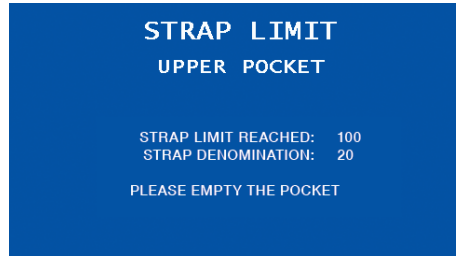 STRAP LIMIT
UPPER POCKET
STRAP LIMIT REACHED: 100
STRAP DENOMINATION: 20
PLEASE EMPTY THE POCKET